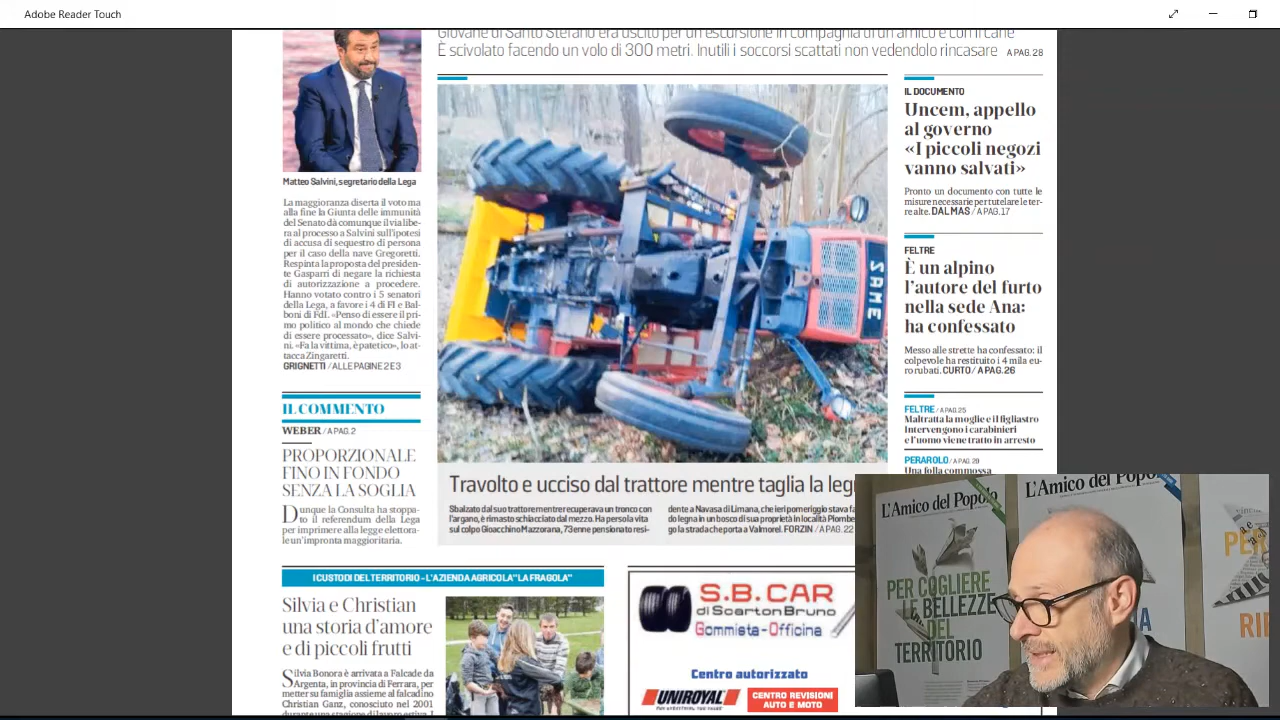 Adobe Reader Touch
Giovane di Santo Stefano era uscito per un'escursione in compagnia di un amico e con il cane
È scivolato facendo un volo di 300 metri. Inutili i soccorsi scattati non vedendolo rincasare A PAG. 28
Matteo Salvini, segretario della Lega
La maggioranza diserta il voto ma
alla fine la Giunta delle immunità
del Senato dà comunque il via libe-
ra al processo a Salvini sull'ipotesi
di accusa di sequestro di persona
per il caso della nave Gregoretti.
Respinta la proposta del presiden-
te Gasparri di negare la richiesta
di autorizzazione a procedere.
Hanno votato contro i 5 senatori
della Lega, a favore i 4 di FI e Bal-
boni di FdI. «Penso di essere il pri-
mo politico al mondo che chiede
di essere processato», dice Salvi-
ni. «Fa la vittima, è patetico», lo at-
tacca Zingaretti.
GRIGNETTI / ALLE PAGINE 2 E 3
IL COMMENTO
WEBER / A PAG. 2
PROPORZIONALE
FINO IN FONDO
SENZA LA SOGLIA
Dunque la Consulta ha stoppa-
to il referendum della Lega
per imprimere alla legge elettora-
le un'impronta maggioritaria.
SAME
Travolto e ucciso dal trattore mentre taglia la leg
Sbalzato dal suo trattore mentre recuperava un tronco con
l'argano, è rimasto schiacciato dal mezzo. Ha perso la vita
sul colpo Gioacchino Mazzorana, 73enne pensionato resi-
dente a Navasa di Limana, che ieri pomeriggio stava fa
do legna in un bosco di sua proprietà in località Plombe
go la strada che porta a Valmorel. FORZIN / A PAG. 22
IL DOCUMENTO
Uncem, appello
al governo
«I piccoli negozi
vanno salvati»
Pronto un documento con tutte le
misure necessarie per tutelare le ter-
re alte. DAL MAS / A PAG. 17
FELTRE
È un alpino
l'autore del furto
nella sede Ana:
ha confessato
Messo alle strette ha confessato: il
colpevole ha restituito i 4 mila eu-
ro rubati. CURTO / A PAG. 26
FELTRE / A PAG. 25
Maltratta la moglie e il figliastro
Intervengono i carabinieri
e l'uomo viene tratto in arresto
PERAROLO / A PAG. 29
Una folla commossa
I CUSTODI DEL TERRITORIO - L'AZIENDA AGRICOLA "LA FRAGOLA"
Silvia e Christian
una storia d'amore
e di piccoli frutti
Silvia Bonora è arrivata a Falcade da
Argenta, in provincia di Ferrara, per
metter su famiglia assieme al falcadino
Christian Ganz, conosciuto nel 2001
durante una stagione di lavoro estiva. I
S.B. CAR
di Scarton Bruno
Gommista-Officina
Centro autorizzato
UNIROYAL
CENTRO REVISIONI
AUTO E MOTO
L'Amico del Popolo
PER COGLIERE
LE BELLEZZE
DEL
TERRITORIO
L'Amico del Popolo